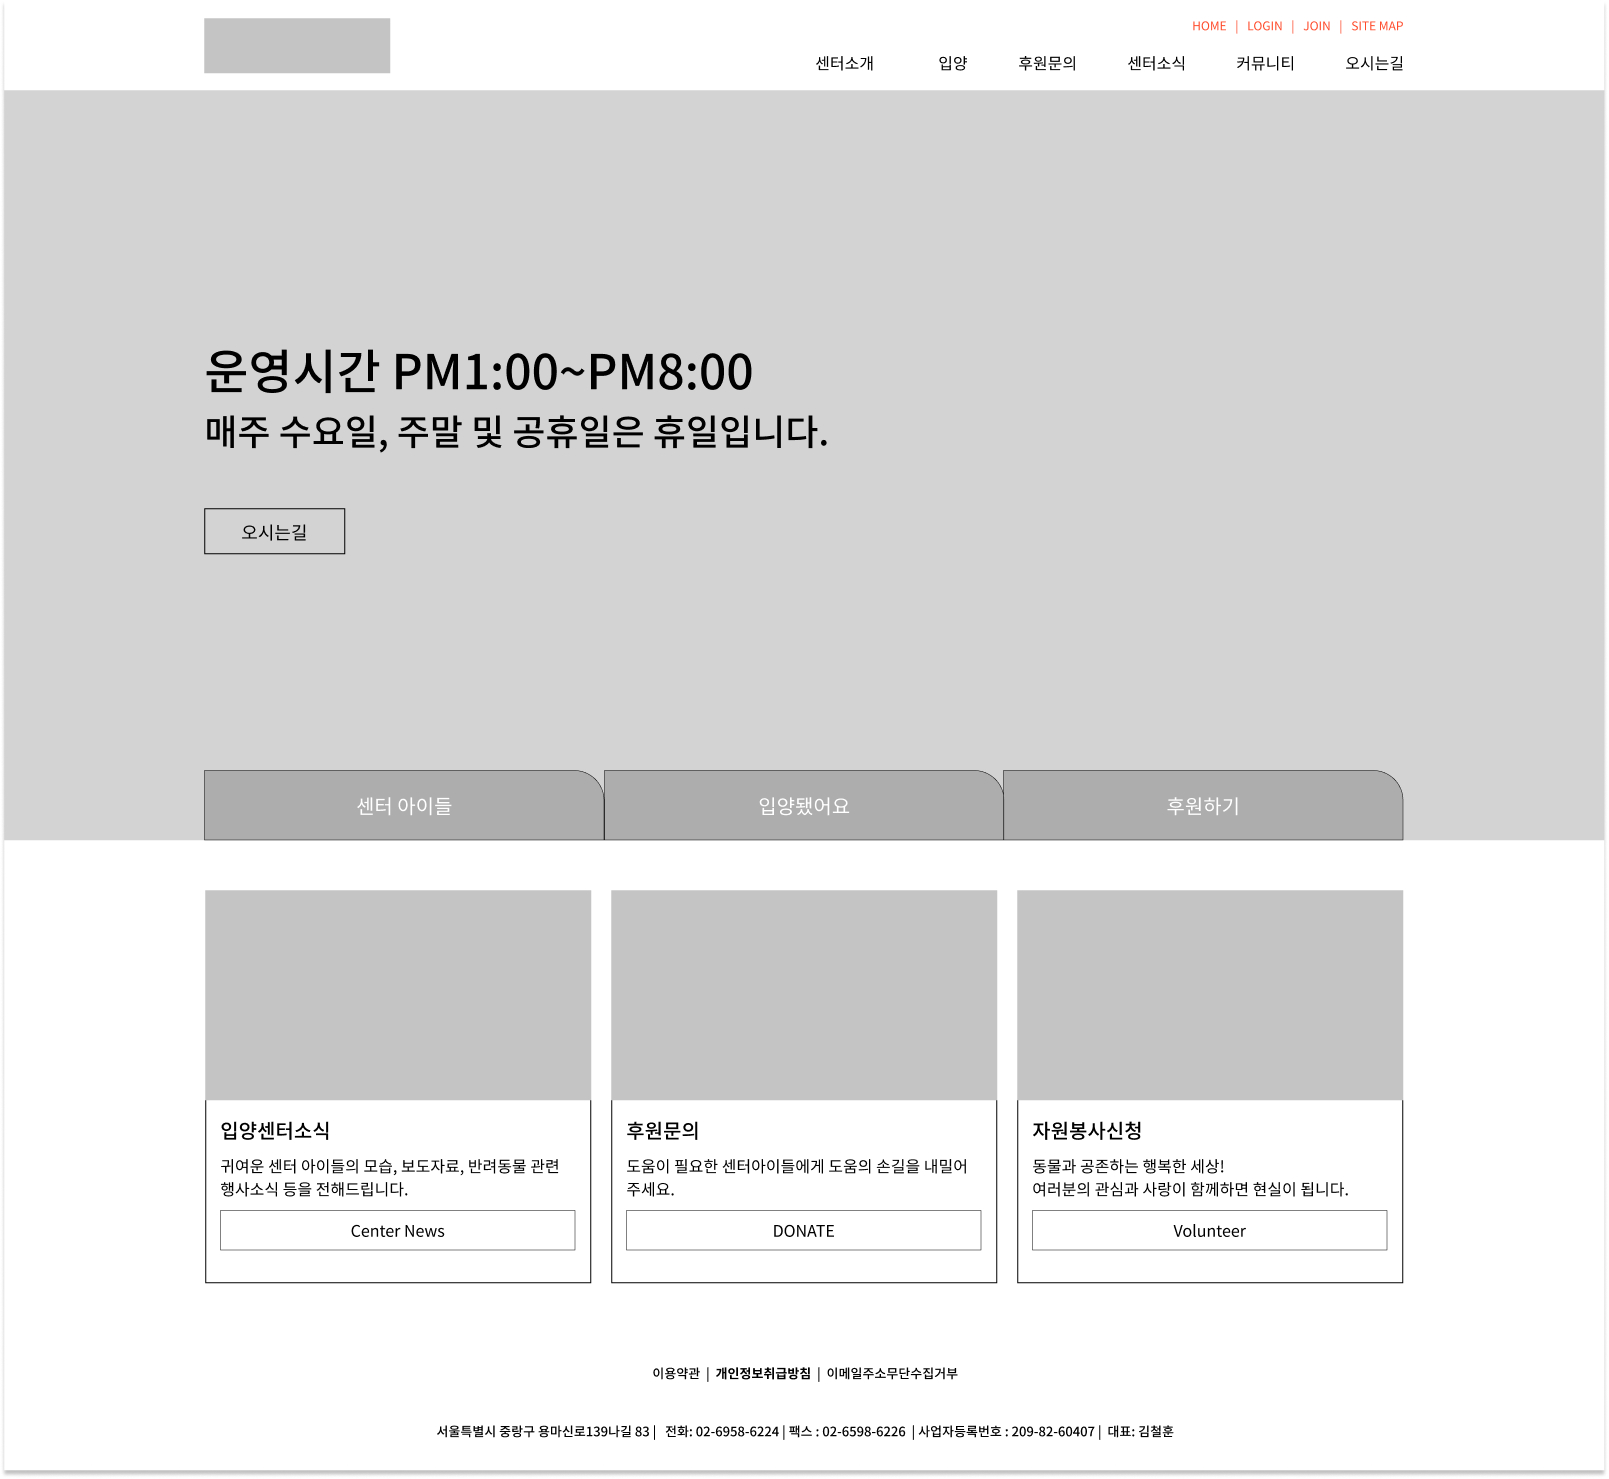 HOME | LOGIN | JOIN | SITE MAP
센터소개 입양 후원문의 센터소식 커뮤니티 오시는길
운영시간 PM1:00~PM8:00
매주 수요일, 주말 및 공휴일은 휴일입니다.
오시는길
센터 아이들 입양됐어요 후원하기
입양센터소식
귀여운 센터 아이들의 모습, 보도자료, 반려동물 관련
행사소식 등을 전해드립니다.
Center News
후원문의
도움이 필요한 센터아이들에게 도움의 손길을 내밀어
주세요.
DONATE
자원봉사신청
동물과 공존하는 행복한 세상!
여러분의 관심과 사랑이 함께하면 현실이 됩니다.
Volunteer
이용약관 | 개인정보취급방침 | 이메일주소무단수집거부
서울특별시 중랑구 용마신로139나길 83 | 전화: 02-6958-6224 | 팩스 : 02-6598-6226 | 사업자등록번호 : 209-82-60407 | 대표: 김철훈